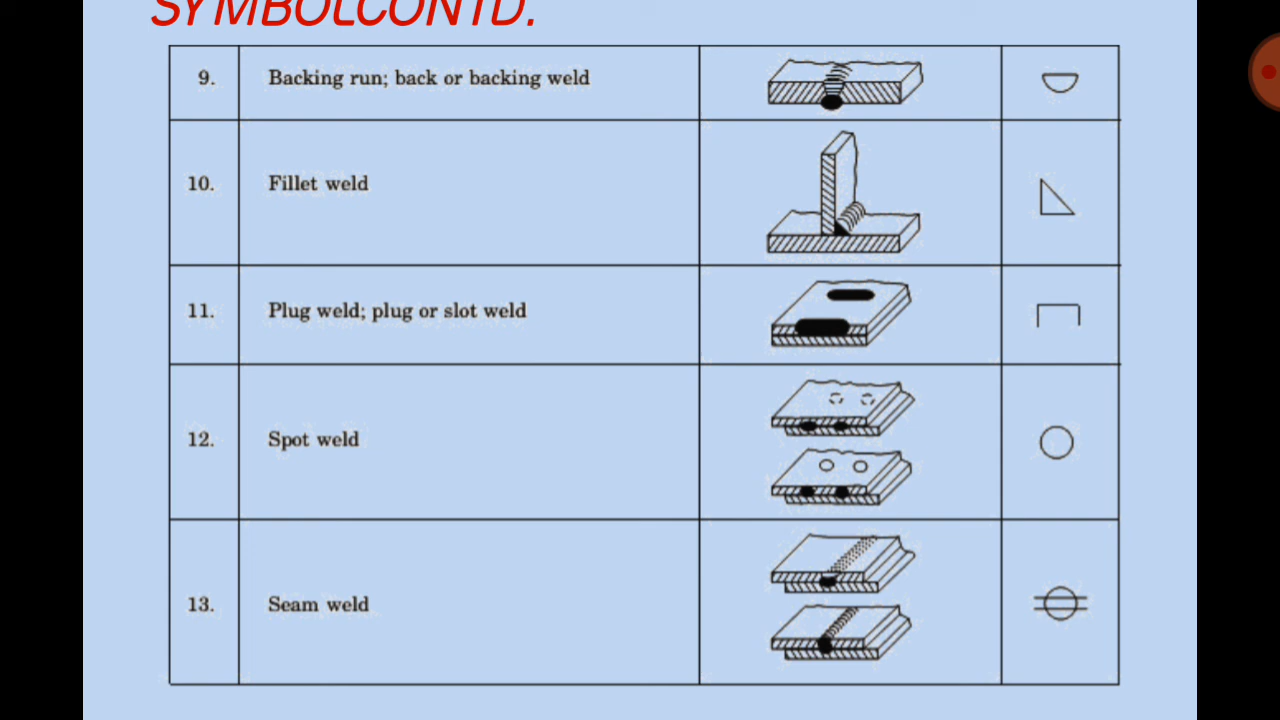 SYMBOLCONTD.
9. Backing run; back or backing weld
10. Fillet weld
11. Plug weld; plug or slot weld
12. Spot weld
13. Seam weld